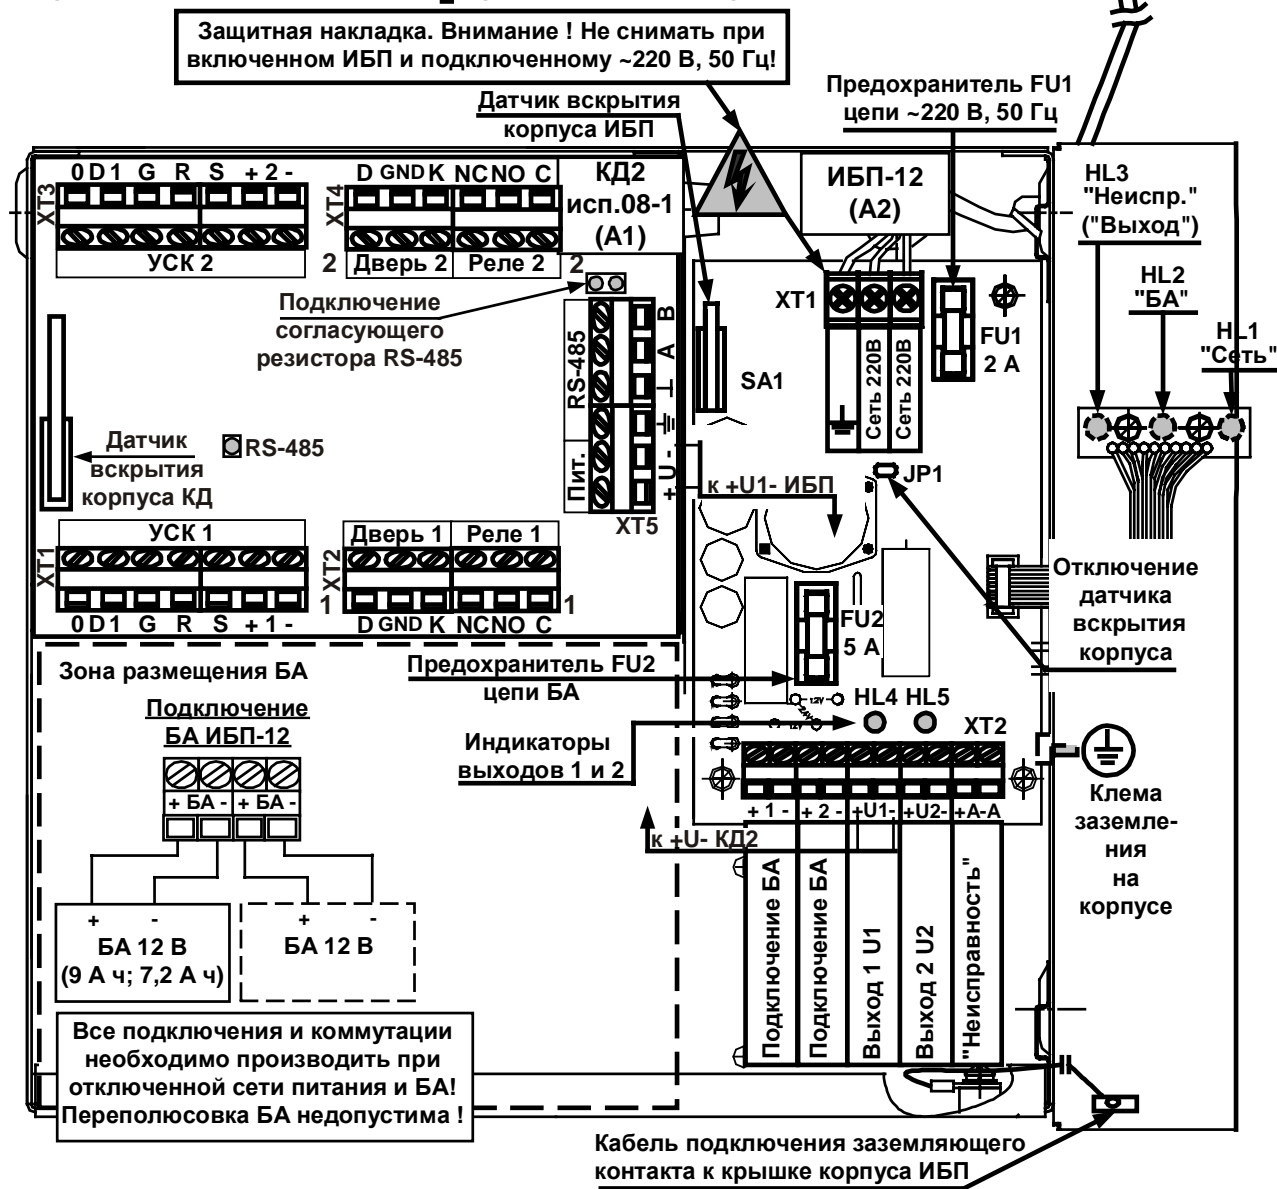 Защитная накладка. Внимание ! Не снимать при
включенном ИБП и подключенному ~220 В, 50 Гц!
Датчик вскрытия
корпуса ИБП
Предохранитель FU1
цепи ~220 В, 50 Гц
0 D1 G R S + 2 -
XT3
УСК 2
XT4
D GND K NC NO C
2 Дверь 2 Реле 2 2
КД2
исп.08-1
(А1)
ИБП-12
(А2)
HL3
"Неиспр."
("Выход")
HL2
"БА"
HL1
"Сеть"
Подключение
согласующего
резистора RS-485
RS-485
B
A
⊥
Пит.
+ U -
XT5
SA1
XT1
Сеть 220В
Сеть 220В
FU1
2 А
JP1
Датчик
вскрытия
корпуса КД
RS-485
к +U1- ИБП
УСК 1
XT1
0 D1 G R S + 1 -
Дверь 1 Реле 1
XT2
1
1
D GND K NC NO C
Отключение
датчика
вскрытия
корпуса
Зона размещения БА
Подключение
БА ИБП-12
+ БА - + БА -
+ -
БА 12 В
(9 А ч; 7,2 А ч)
+ -
БА 12 В
Предохранитель FU2
цепи БА
FU2
5 А
12V
24V
12V
HL4 HL5
Индикаторы
выходов 1 и 2
XT2
+ 1 - + 2 - +U1- +U2- +A-A
к +U- КД2
Подключение БА
Подключение БА
Выход 1 U1
Выход 2 U2
"Неисправность"
Клема
заземле-
ния
на
корпусе
Все подключения и коммутации
необходимо производить при
отключенной сети питания и БА!
Переполюсовка БА недопустима !
Кабель подключения заземляющего
контакта к крышке корпуса ИБП